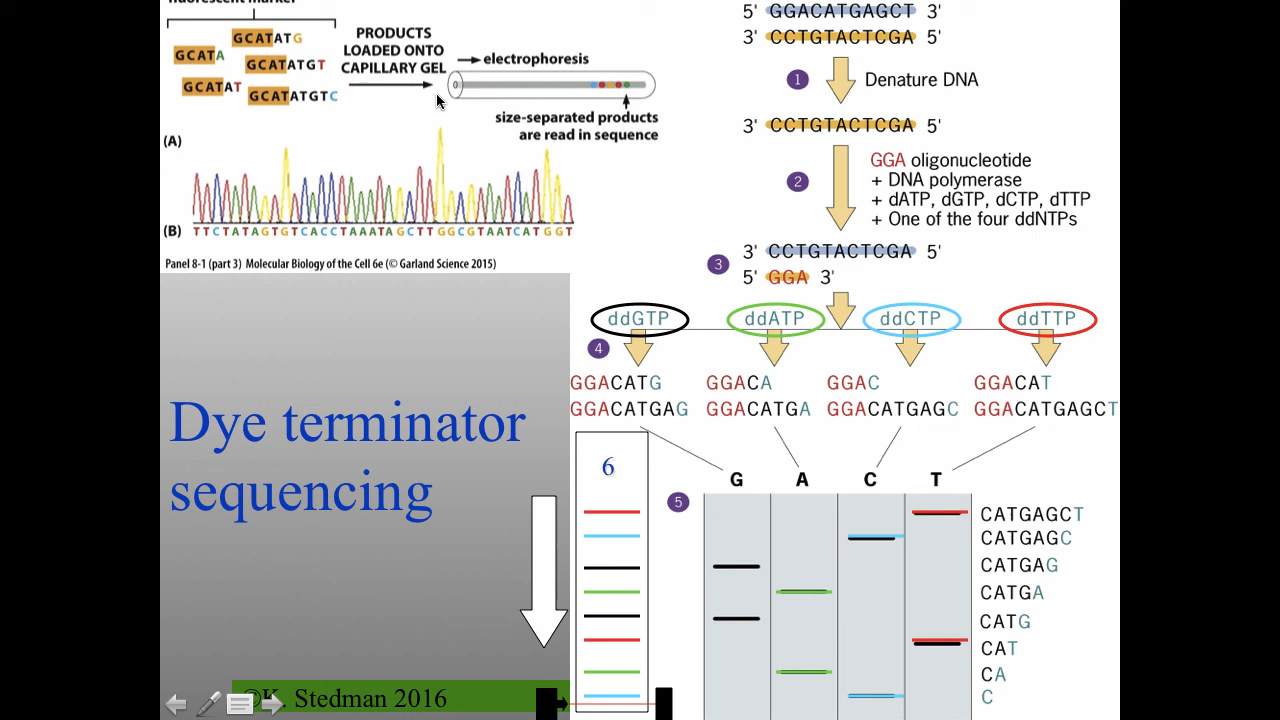 fluorescent marker
GCATATG
GCATA
GCATATGT
GCATAT
GCATATGTC
PRODUCTS
LOADED ONTO
CAPILLARY GEL
electrophoresis
size-separated products
are read in sequence
(A)
(B) TTCTATAGTGTCACCTAAATAGCTTGGCGTAATCATGGT
Panel 8-1 (part 3) Molecular Biology of the Cell 6e (© Garland Science 2015)
Dye terminator
sequencing
©K. Stedman 2016
5' GGACATGAGCT 3'
3' CCTGTACTCGA 5'
1 Denature DNA
3' CCTGTACTCGA 5'
2
GGA oligonucleotide
+ DNA polymerase
+ dATP, dGTP, dCTP, dTTP
+ One of the four ddNTPs
3
3' CCTGTACTCGA 5'
5' GGA 3'
ddGTP ddATP ddCTP ddTTP
4
GGACATG GGACA GGAC GGACAT
GGACATGAG GGACATGA GGACATGAGC GGACATGAGCT
6
G A C T
5
CATGAGCT
CATGAGC
CATGAG
CATGA
CATG
CAT
CA
C